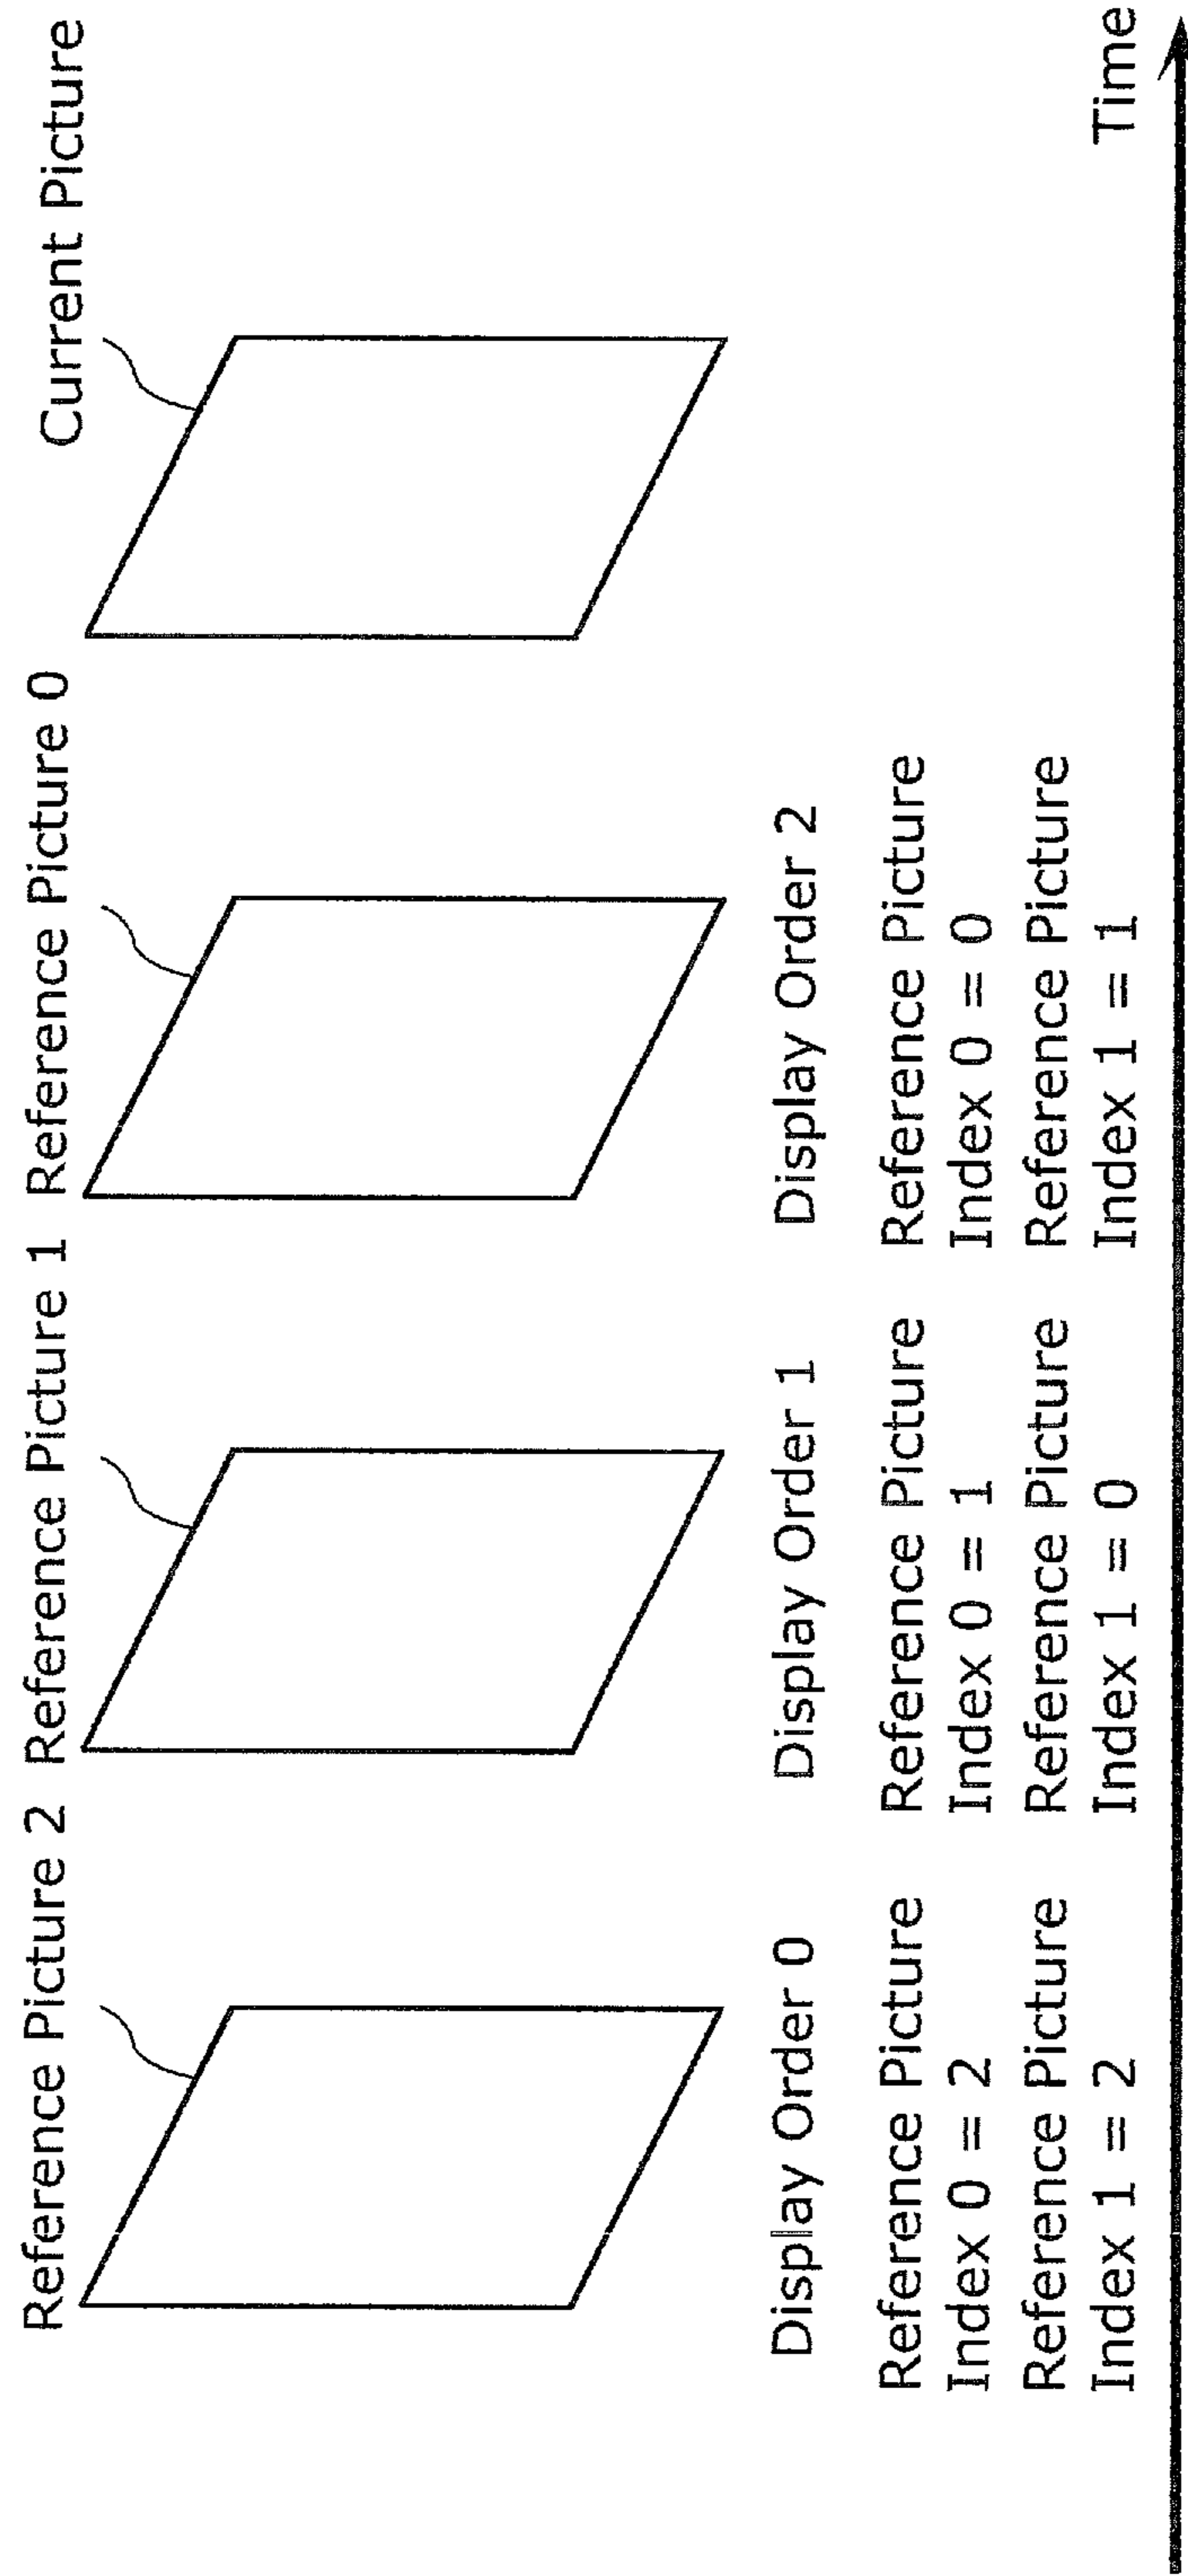 Reference Picture 2
Reference Picture 1
Reference Picture 0
Current Picture
Display Order 0
Display Order 1
Display Order 2
Reference Picture
Index 0 = 2
Reference Picture
Index 1 = 2
Reference Picture
Index 0 = 1
Reference Picture
Index 1 = 0
Reference Picture
Index 0 = 0
Reference Picture
Index 1 = 1
Time